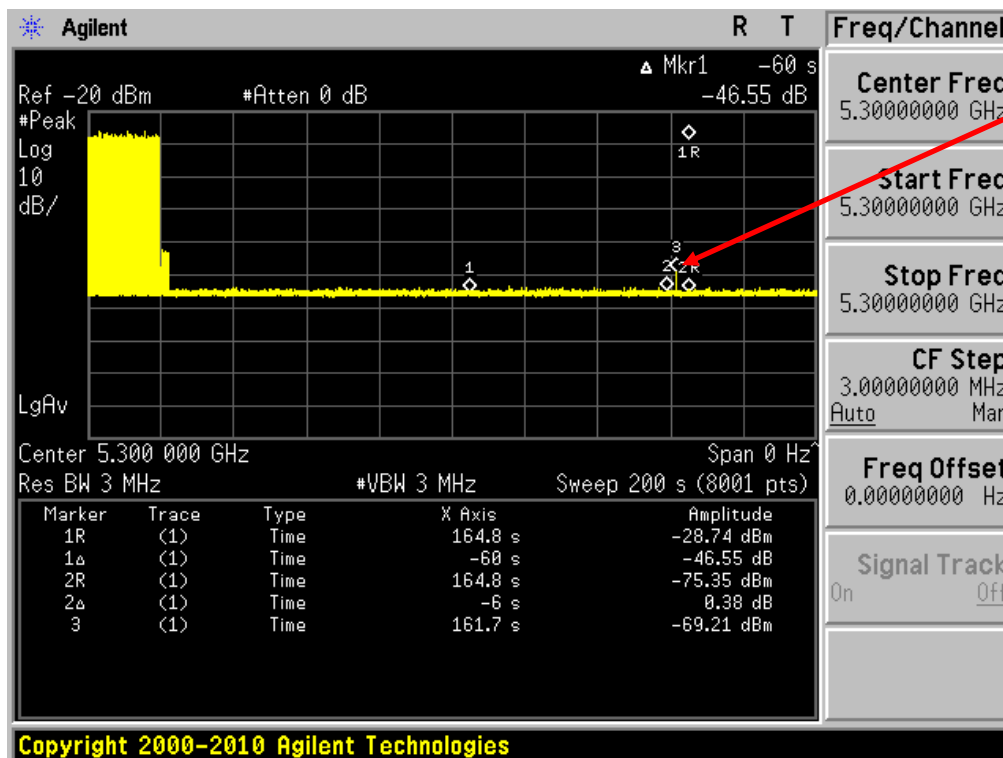 Agilent R T
Freq/Channel
▵ Mkr1 -60 s
Ref -20 dBm #Atten 0 dB -46.55 dB
#Peak
Log
10
dB/
1R
3
1
2 2R
LgAv
Center 5.300 000 GHz Span 0 Hz^
Res BW 3 MHz #VBW 3 MHz Sweep 200 s (8001 pts)
Marker Trace Type X Axis Amplitude
1R (1) Time 164.8 s -28.74 dBm
1▵ (1) Time -60 s -46.55 dB
2R (1) Time 164.8 s -75.35 dBm
2▵ (1) Time -6 s 0.38 dB
3 (1) Time 161.7 s -69.21 dBm
Center Freq
5.30000000 GHz
Start Freq
5.30000000 GHz
Stop Freq
5.30000000 GHz
CF Step
3.00000000 MHz
Auto Man
Freq Offset
0.00000000 Hz
Signal Track
On Off
Copyright 2000-2010 Agilent Technologies